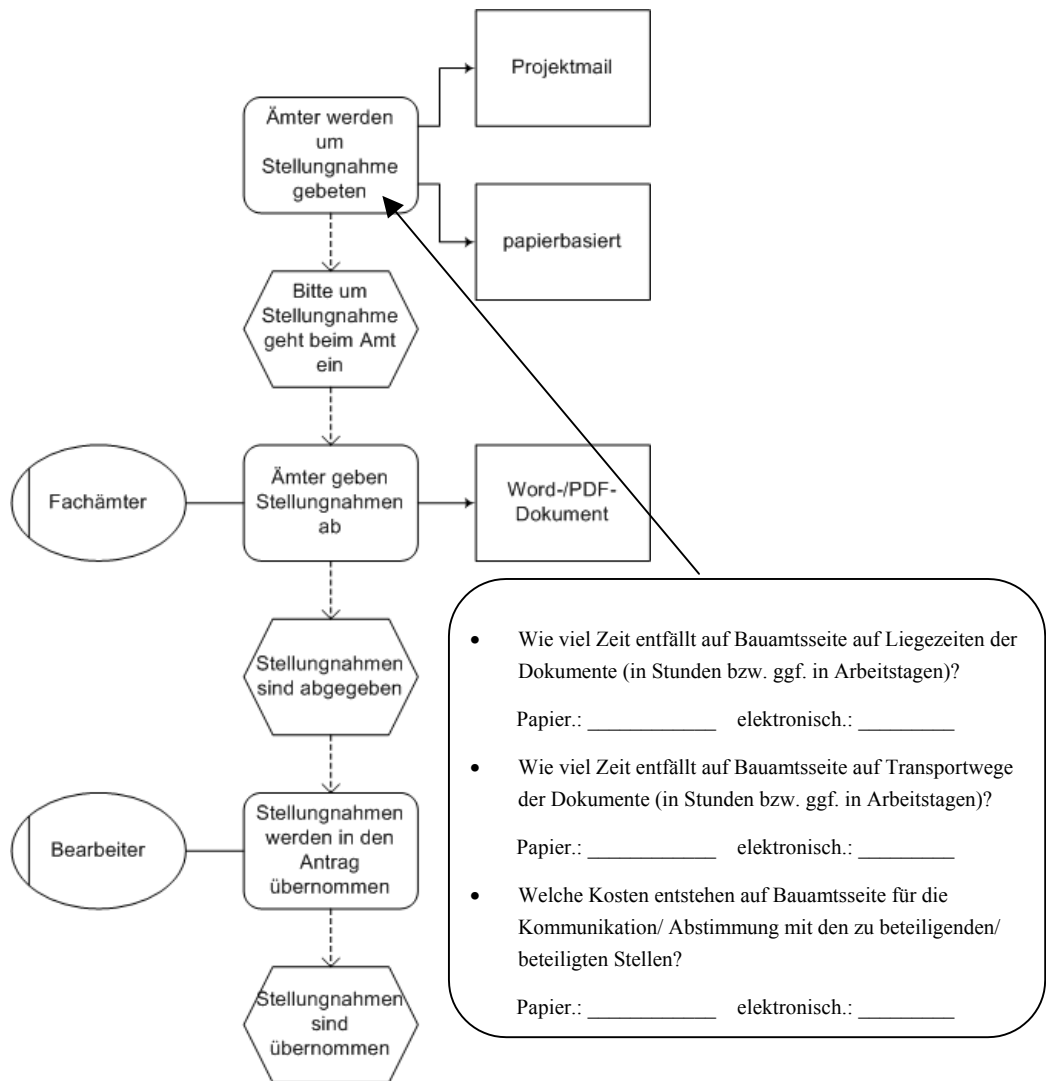 Projektmail
Ämter werden
um
Stellungnahme
gebeten
papierbasiert
Bitte um
Stellungnahme
geht beim Amt
ein
Fachämter
Ämter geben
Stellungnahmen
ab
Word-/PDF-
Dokument
Stellungnahmen
sind abgegeben
Bearbeiter
Stellungnahmen
werden in den
Antrag
übernommen
Stellungnahmen
sind
übernommen
• Wie viel Zeit entfällt auf Bauamtsseite auf Liegezeiten der
Dokumente (in Stunden bzw. ggf. in Arbeitstagen)?
Papier.: ____________ elektronisch.: _________
• Wie viel Zeit entfällt auf Bauamtsseite auf Transportwege
der Dokumente (in Stunden bzw. ggf. in Arbeitstagen)?
Papier.: ____________ elektronisch.: _________
• Welche Kosten entstehen auf Bauamtsseite für die
Kommunikation/ Abstimmung mit den zu beteiligenden/
beteiligten Stellen?
Papier.: ____________ elektronisch.: _________